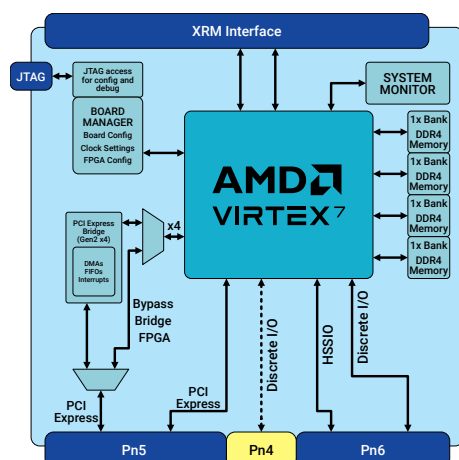 XRM Interface
JTAG
JTAG access
for config and
debug
SYSTEM
MONITOR
BOARD
MANAGER
Board Config
Clock Settings
FPGA Config
AMD
VIRTEX 7
1x Bank
DDR4
Memory
1x Bank
DDR4
Memory
1x Bank
DDR4
Memory
1x Bank
DDR4
Memory
PCI Express
Bridge
(Gen2 x4)
DMAs
FIFOs
Interrupts
x4
Bypass
Bridge
FPGA
PCI
Express
PCI
Express
Discrete I/O
HSSIO
Discrete I/O
Pn5
Pn4
Pn6